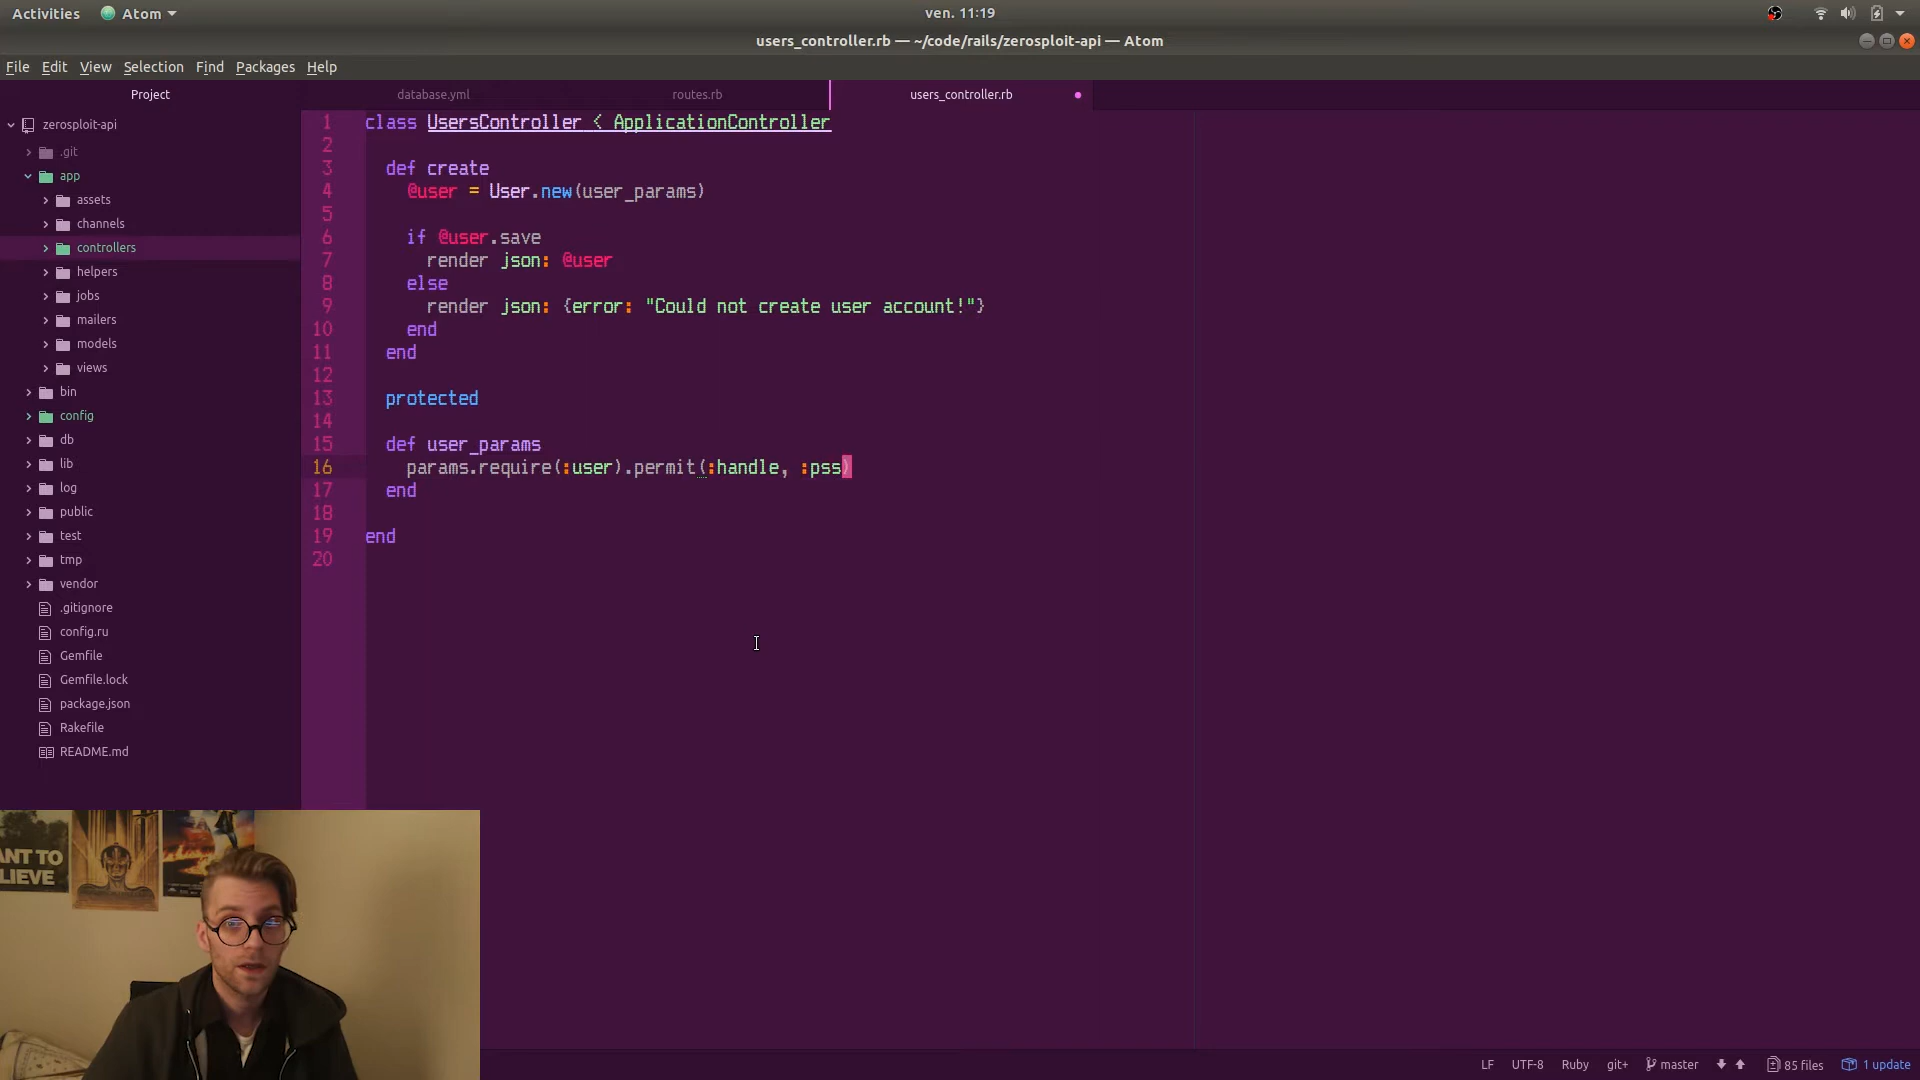 Activities
Atom
ven. 11:19
users_controller.rb — ~/code/rails/zerosploit-api — Atom
File Edit View Selection Find Packages Help
Project
zerosploit-api
.git
app
assets
channels
controllers
helpers
jobs
mailers
models
views
bin
config
db
lib
log
public
test
tmp
vendor
.gitignore
config.ru
Gemfile
Gemfile.lock
package.json
Rakefile
README.md
database.yml
routes.rb
users_controller.rb
1 class UsersController < ApplicationController
2
3 def create
4 @user = User.new(user_params)
5
6 if @user.save
7 render json: @user
8 else
9 render json: {error: "Could not create user account!"}
10 end
11 end
12
13 protected
14
15 def user_params
16 params.require(:user).permit(:handle, :pss)
17 end
18
19 end
20
ANT TO
LIEVE
LF
UTF-8
Ruby
git+
master
85 files
1 update